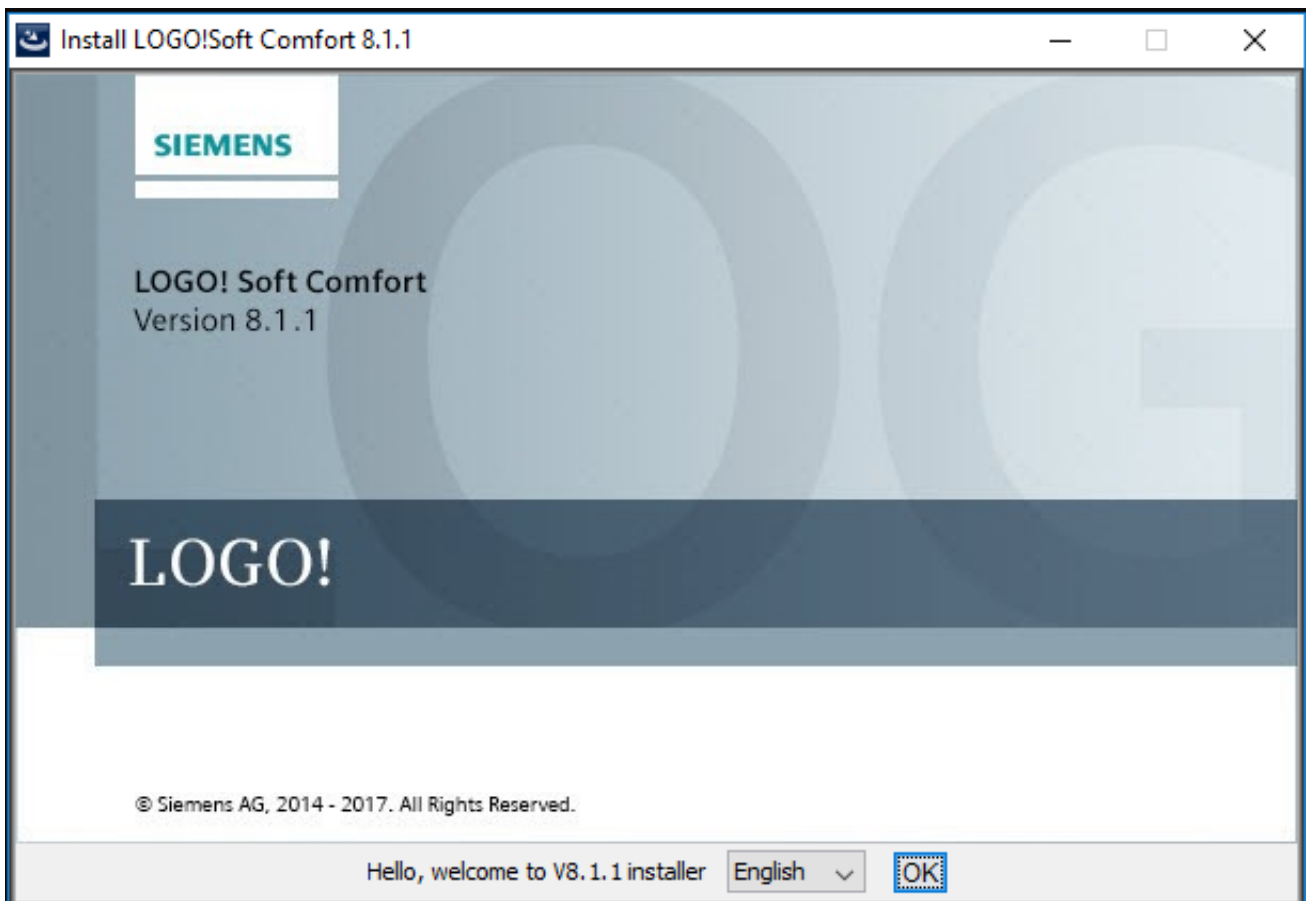 Install LOGO!Soft Comfort 8.1.1
SIEMENS
LOGO! Soft Comfort
Version 8.1.1
LOGO!
© Siemens AG, 2014 - 2017. All Rights Reserved.
Hello, welcome to V8.1.1 installer English OK